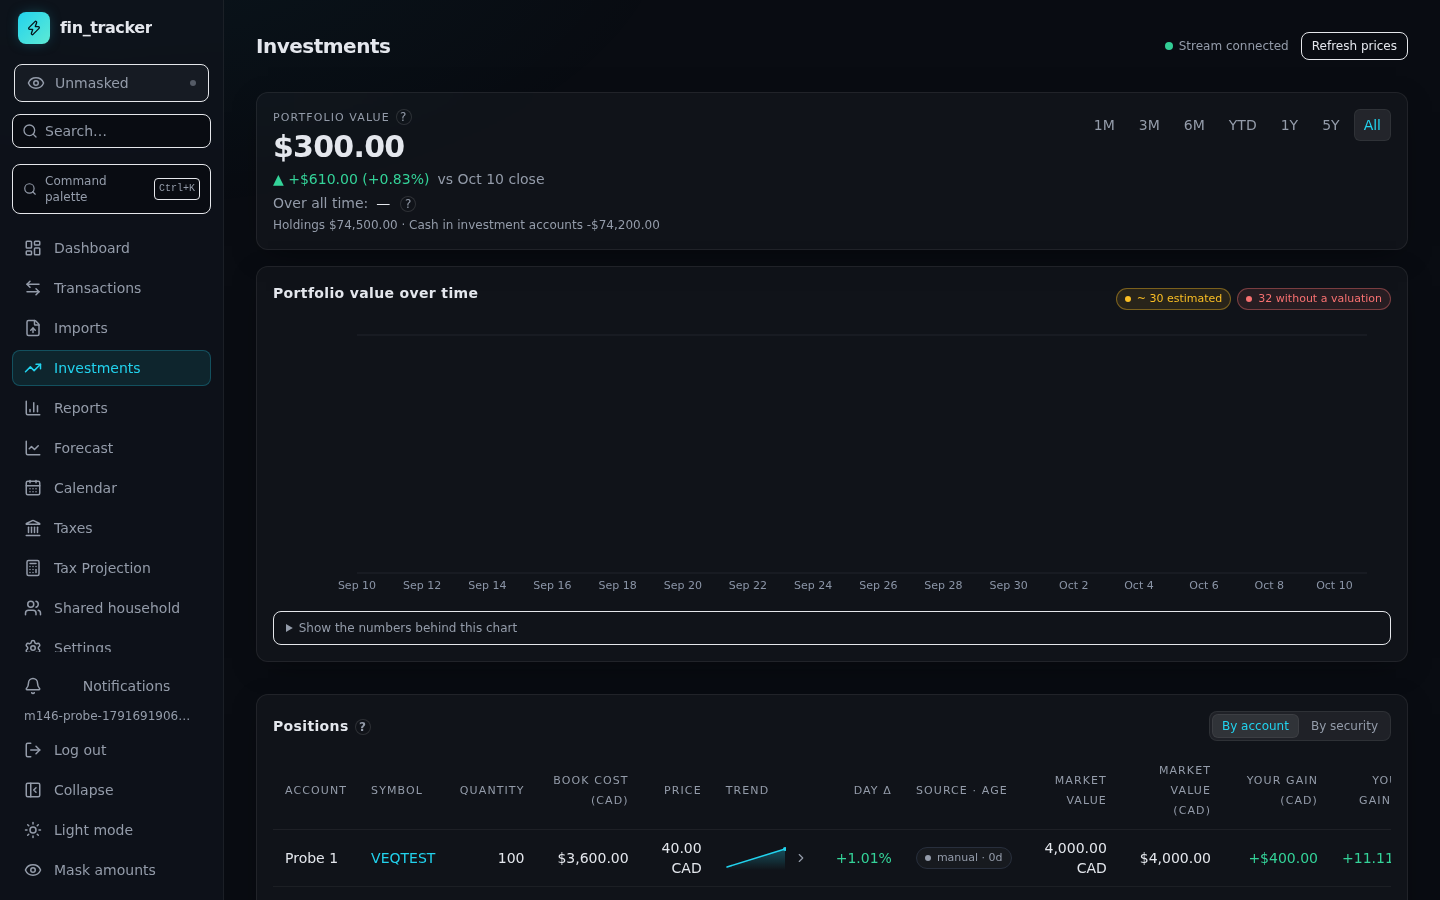 fin_tracker
Unmasked
Search...
Command
palette
Ctrl+K
Dashboard
Transactions
Imports
Investments
Reports
Forecast
Calendar
Taxes
Tax Projection
Shared household
Settings
Notifications
m146-probe-1791691906...
Log out
Collapse
Light mode
Mask amounts
Investments
Stream connected
Refresh prices
PORTFOLIO VALUE ?
1M 3M 6M YTD 1Y 5Y All
$300.00
▲ +$610.00 (+0.83%) vs Oct 10 close
Over all time: — ?
Holdings $74,500.00 · Cash in investment accounts -$74,200.00
Portfolio value over time
~ 30 estimated
32 without a valuation
Sep 10 Sep 12 Sep 14 Sep 16 Sep 18 Sep 20 Sep 22 Sep 24 Sep 26 Sep 28 Sep 30 Oct 2 Oct 4 Oct 6 Oct 8 Oct 10
▶ Show the numbers behind this chart
Positions ?
By account By security
ACCOUNT
SYMBOL
QUANTITY
BOOK COST
(CAD)
PRICE
TREND
DAY Δ
SOURCE · AGE
MARKET
VALUE
MARKET
VALUE
(CAD)
YOUR GAIN
(CAD)
YOU
GAIN
Probe 1
VEQTEST
100
$3,600.00
40.00
CAD
+1.01%
manual · 0d
4,000.00
CAD
$4,000.00
+$400.00
+11.11